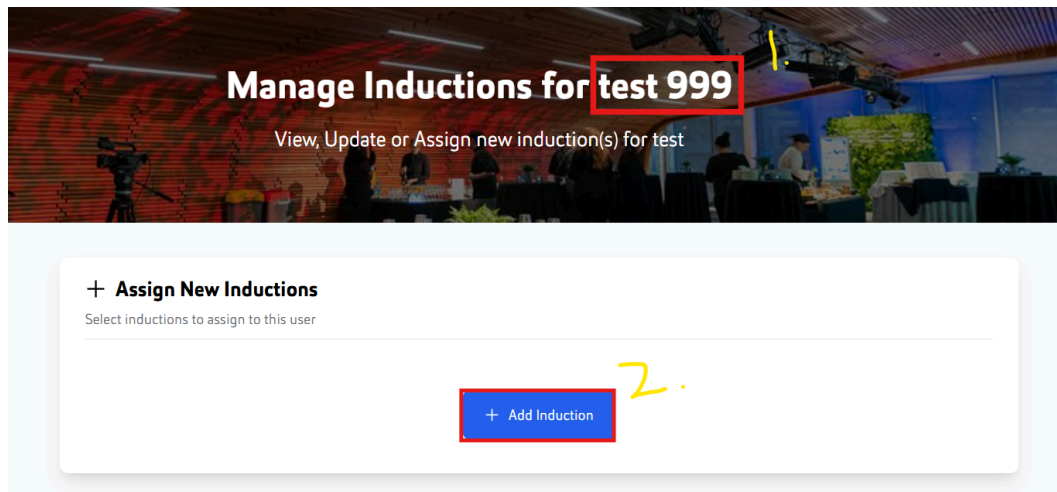 1.
Manage Inductions for test 999
View, Update or Assign new induction(s) for test
+ Assign New Inductions
Select inductions to assign to this user
2.
+ Add Induction